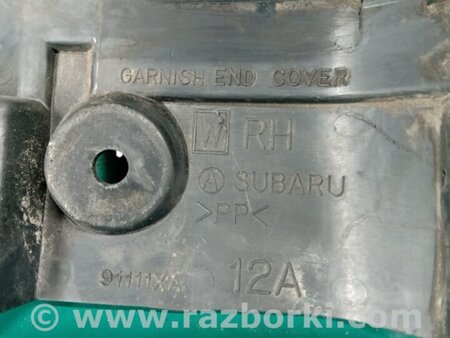 GARNISH END COVER
W RH
A SUBARU
>PP<
91111XA 12A
© www.razborki.com